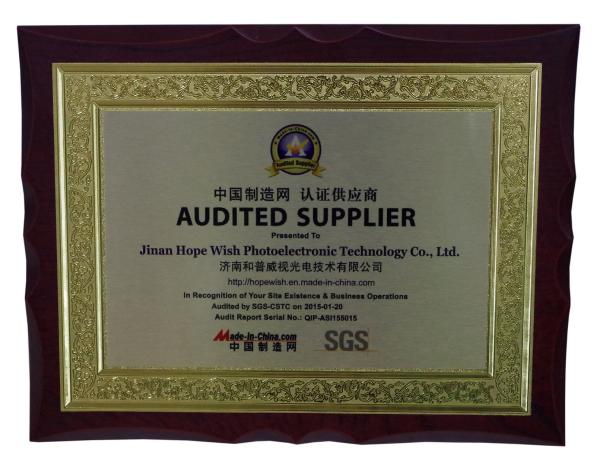 Made-in-China.com
Audited Supplier
中国制造网 认证供应商
AUDITED SUPPLIER
Presented To
Jinan Hope Wish Photoelectronic Technology Co., Ltd.
济南和普威视光电技术有限公司
http://hopewish.en.made-in-china.com
In Recognition of Your Site Existence & Business Operations
Audited by SGS-CSTC on 2015-01-20
Audit Report Serial No.: QIP-ASI155015
Made-in-China.com SGS
中国制造网